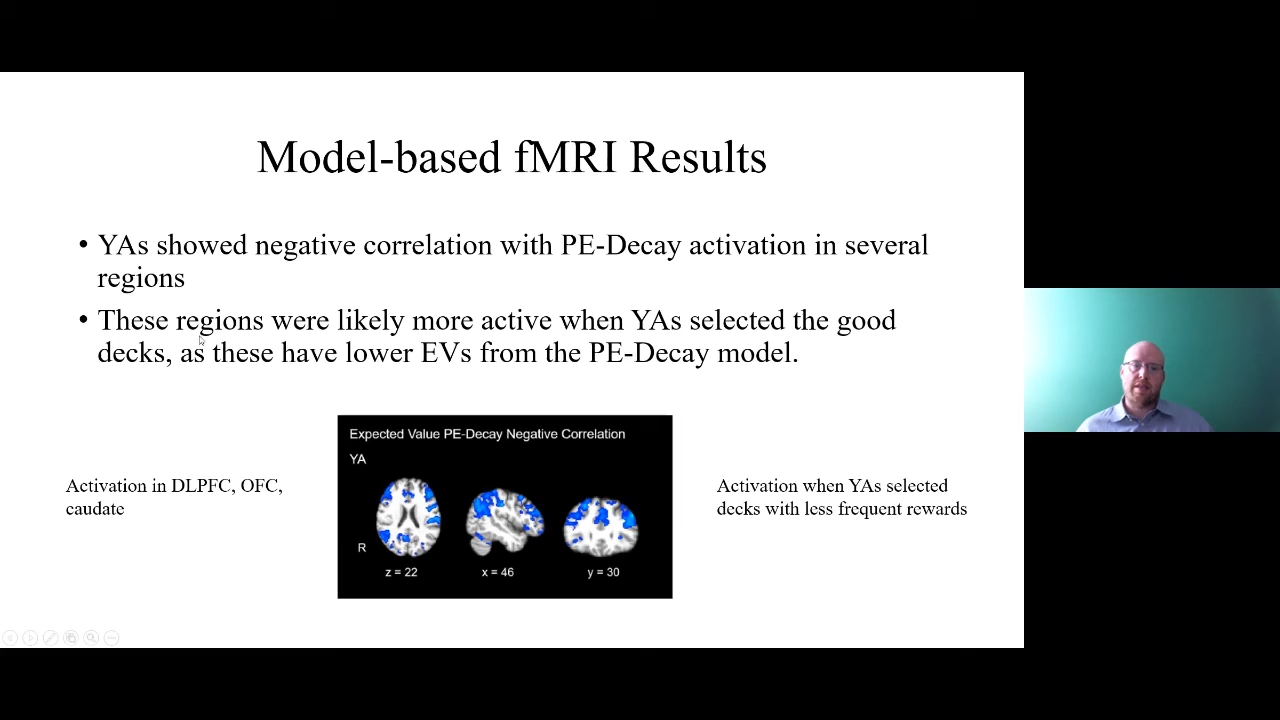 Model-based fMRI Results
• YAs showed negative correlation with PE-Decay activation in several
regions
• These regions were likely more active when YAs selected the good
decks, as these have lower EVs from the PE-Decay model.
Activation in DLPFC, OFC,
caudate
Expected Value PE-Decay Negative Correlation
YA
R
z = 22
x = 46
y = 30
Activation when YAs selected
decks with less frequent rewards